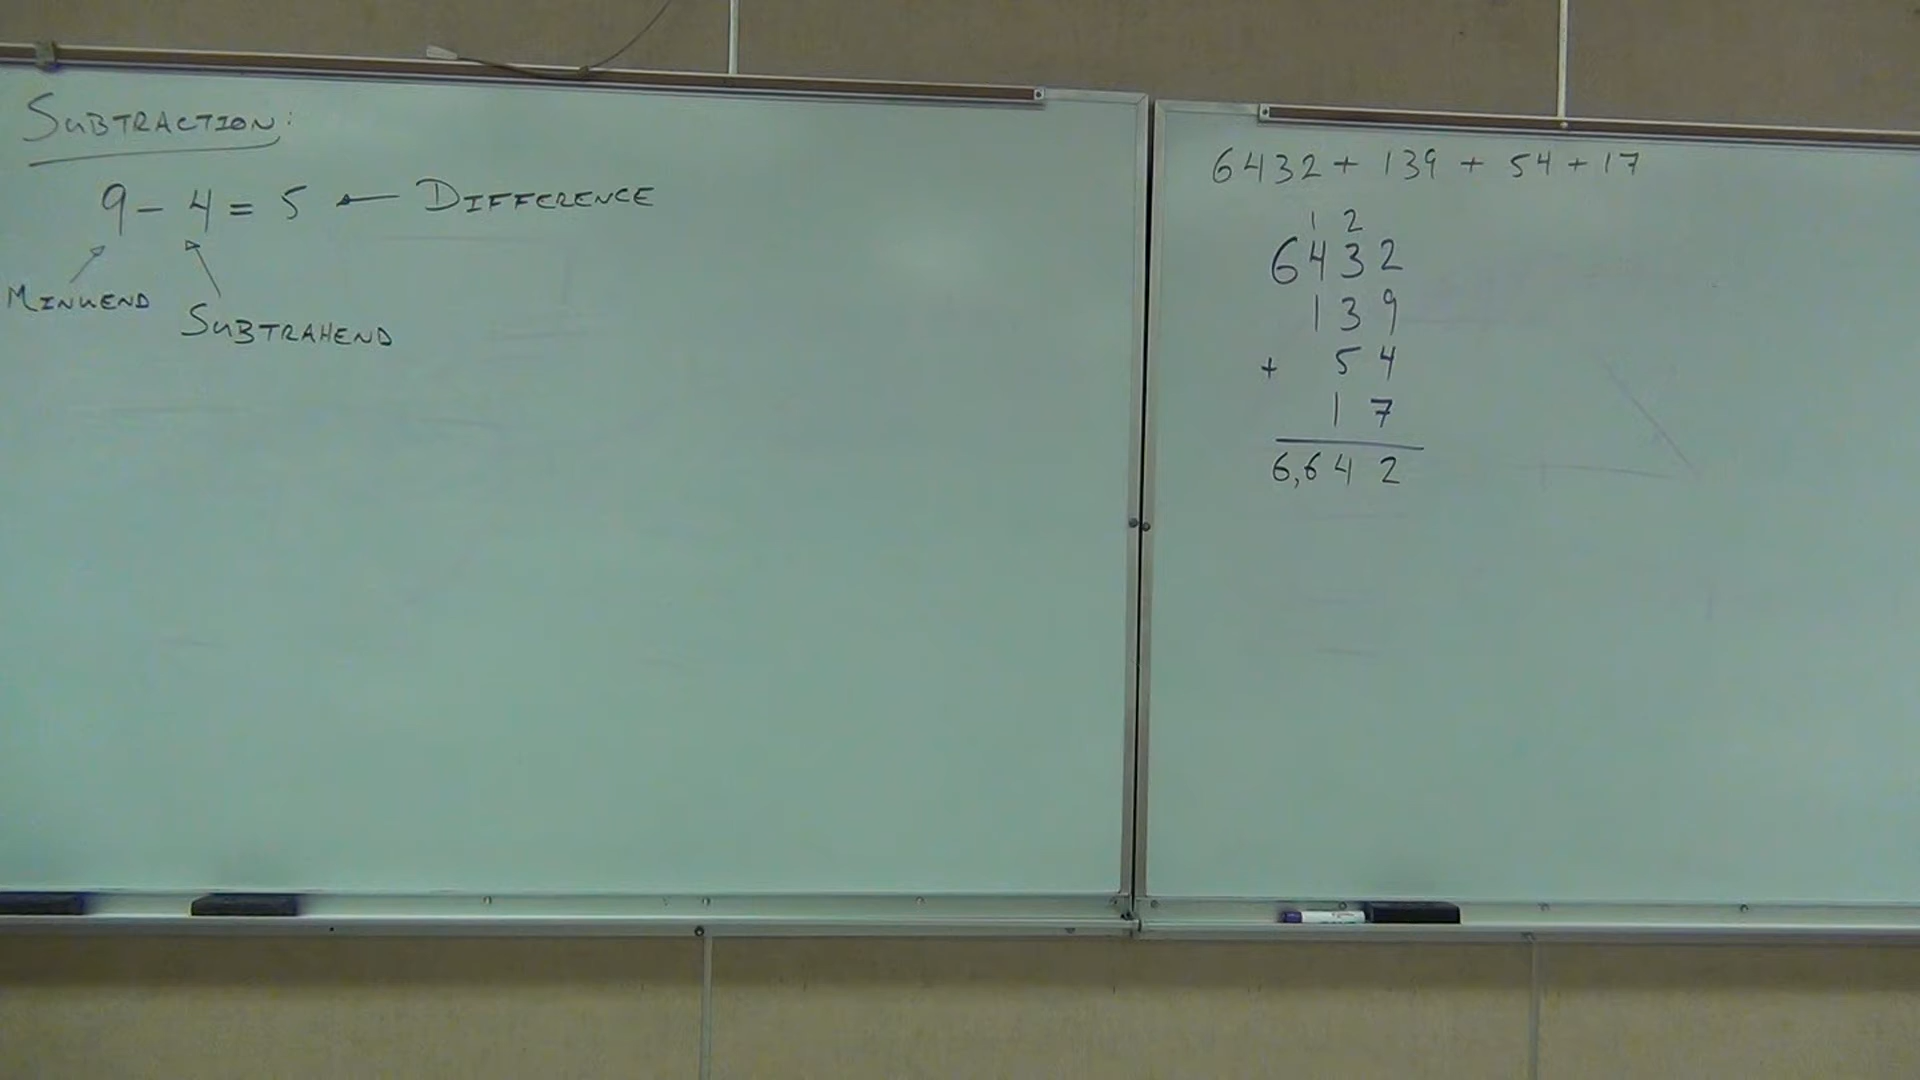 SUBTRACTION:
9 - 4 = 5 ← DIFFERENCE
MINUEND
SUBTRAHEND
6432 + 139 + 54 + 17
1 2
6432
139
+ 54
17
6,642